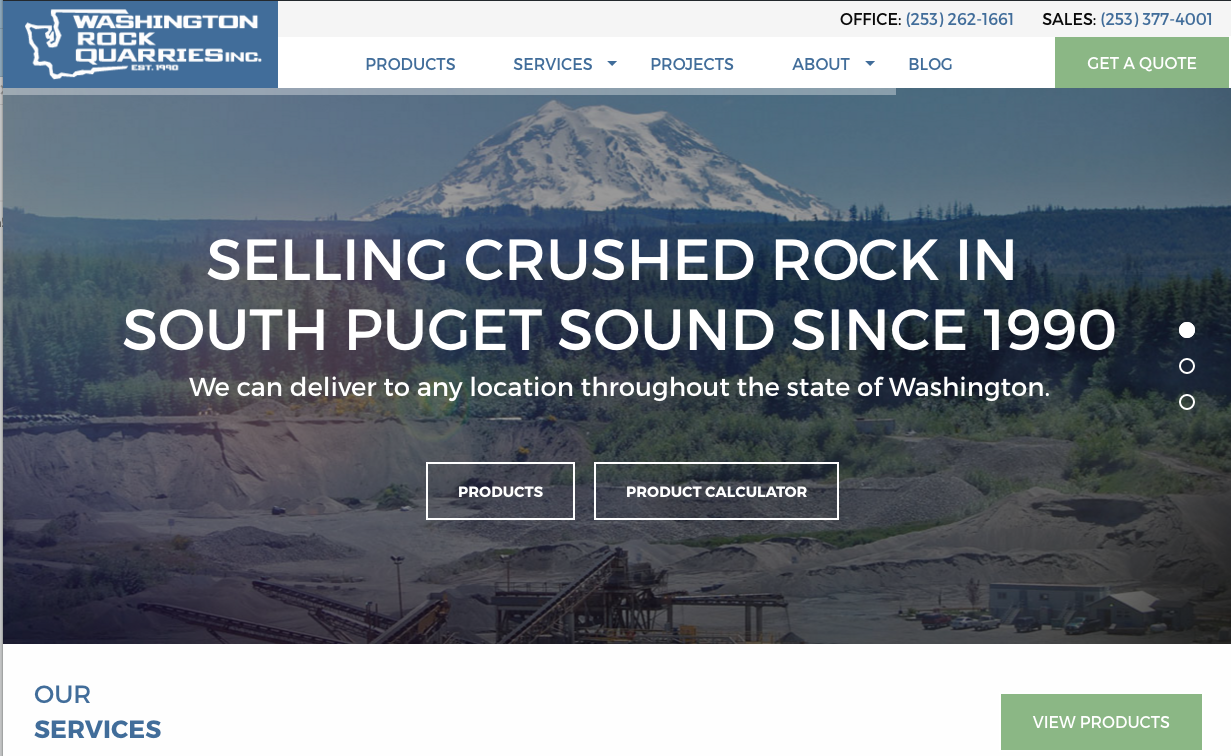 WASHINGTON
ROCK
QUARRIES INC.
EST. 1990
OFFICE: (253) 262-1661 SALES: (253) 377-4001
PRODUCTS SERVICES PROJECTS ABOUT BLOG GET A QUOTE
SELLING CRUSHED ROCK IN
SOUTH PUGET SOUND SINCE 1990
We can deliver to any location throughout the state of Washington.
PRODUCTS PRODUCT CALCULATOR
OUR
SERVICES
VIEW PRODUCTS